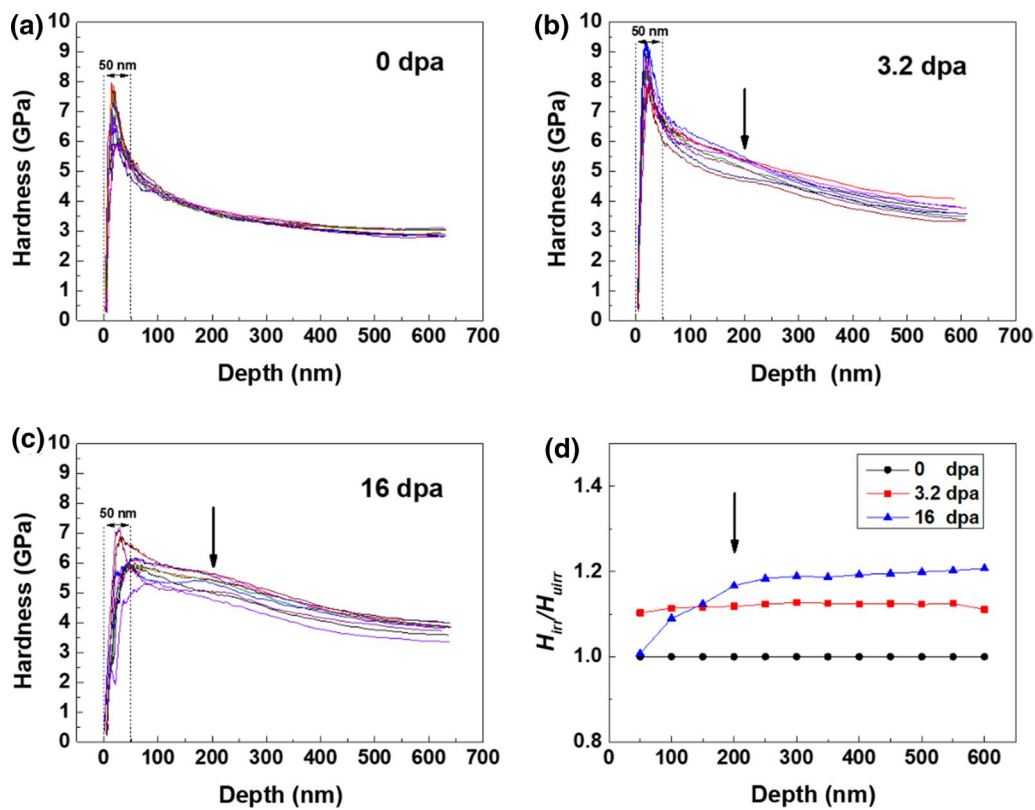 (a)
50 nm
0 dpa
Hardness (GPa)
10
9
8
7
6
5
4
3
2
1
0
0 100 200 300 400 500 600 700
Depth (nm)
(b)
50 nm
3.2 dpa
Hardness (GPa)
10
9
8
7
6
5
4
3
2
1
0
0 100 200 300 400 500 600 700
Depth (nm)
(c)
50 nm
16 dpa
Hardness (GPa)
10
9
8
7
6
5
4
3
2
1
0
0 100 200 300 400 500 600 700
Depth (nm)
(d)
0 dpa
3.2 dpa
16 dpa
Hirr/Huirr
1.4
1.2
1.0
0.8
0 100 200 300 400 500 600
Depth (nm)